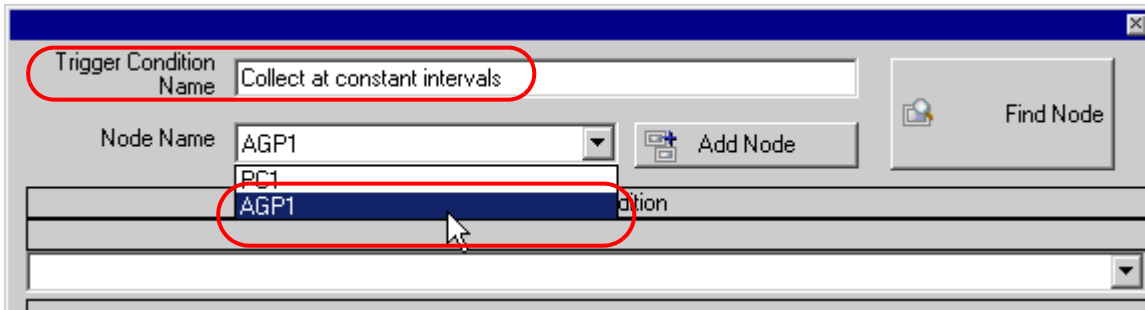 Trigger Condition
Name
Collect at constant intervals
Find Node
Node Name
AGP1
Add Node
PC1
AGP1
dition